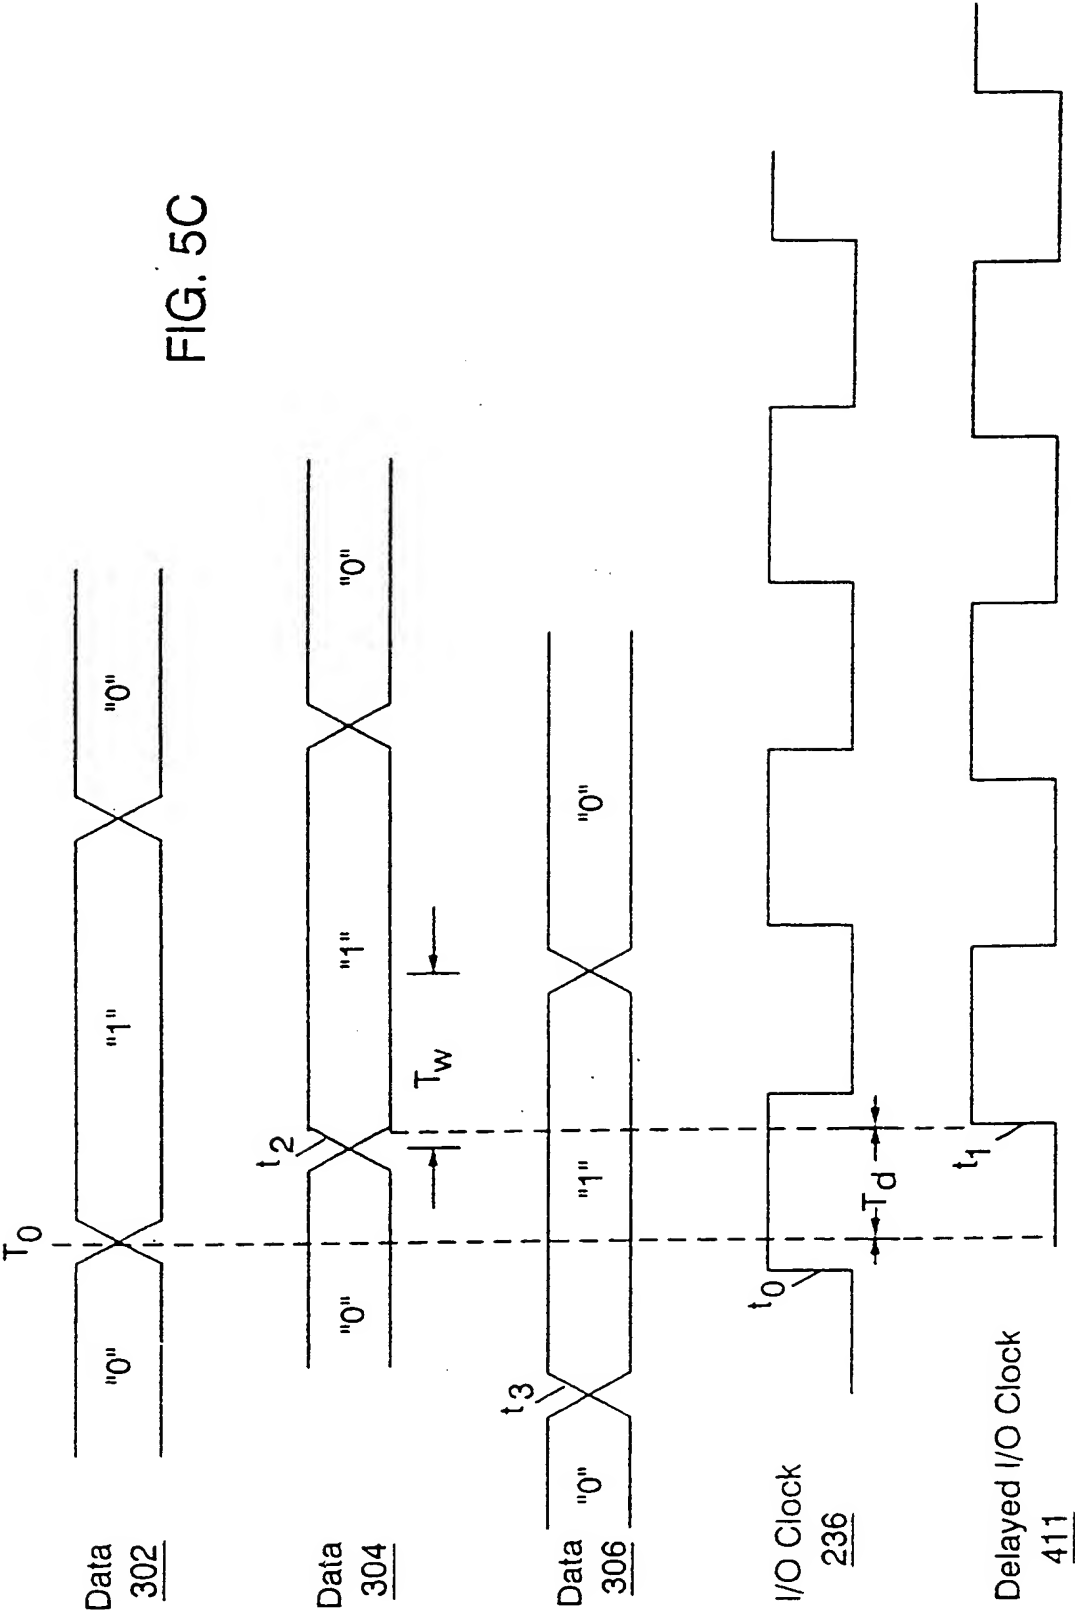 FIG. 5C
T0
Data
302
"0"
"1"
"0"
t2
Data
304
"0"
"1"
"0"
Tw
t3
Data
306
"0"
"1"
"0"
I/O Clock
236
t0
Td
Delayed I/O Clock
411
t1